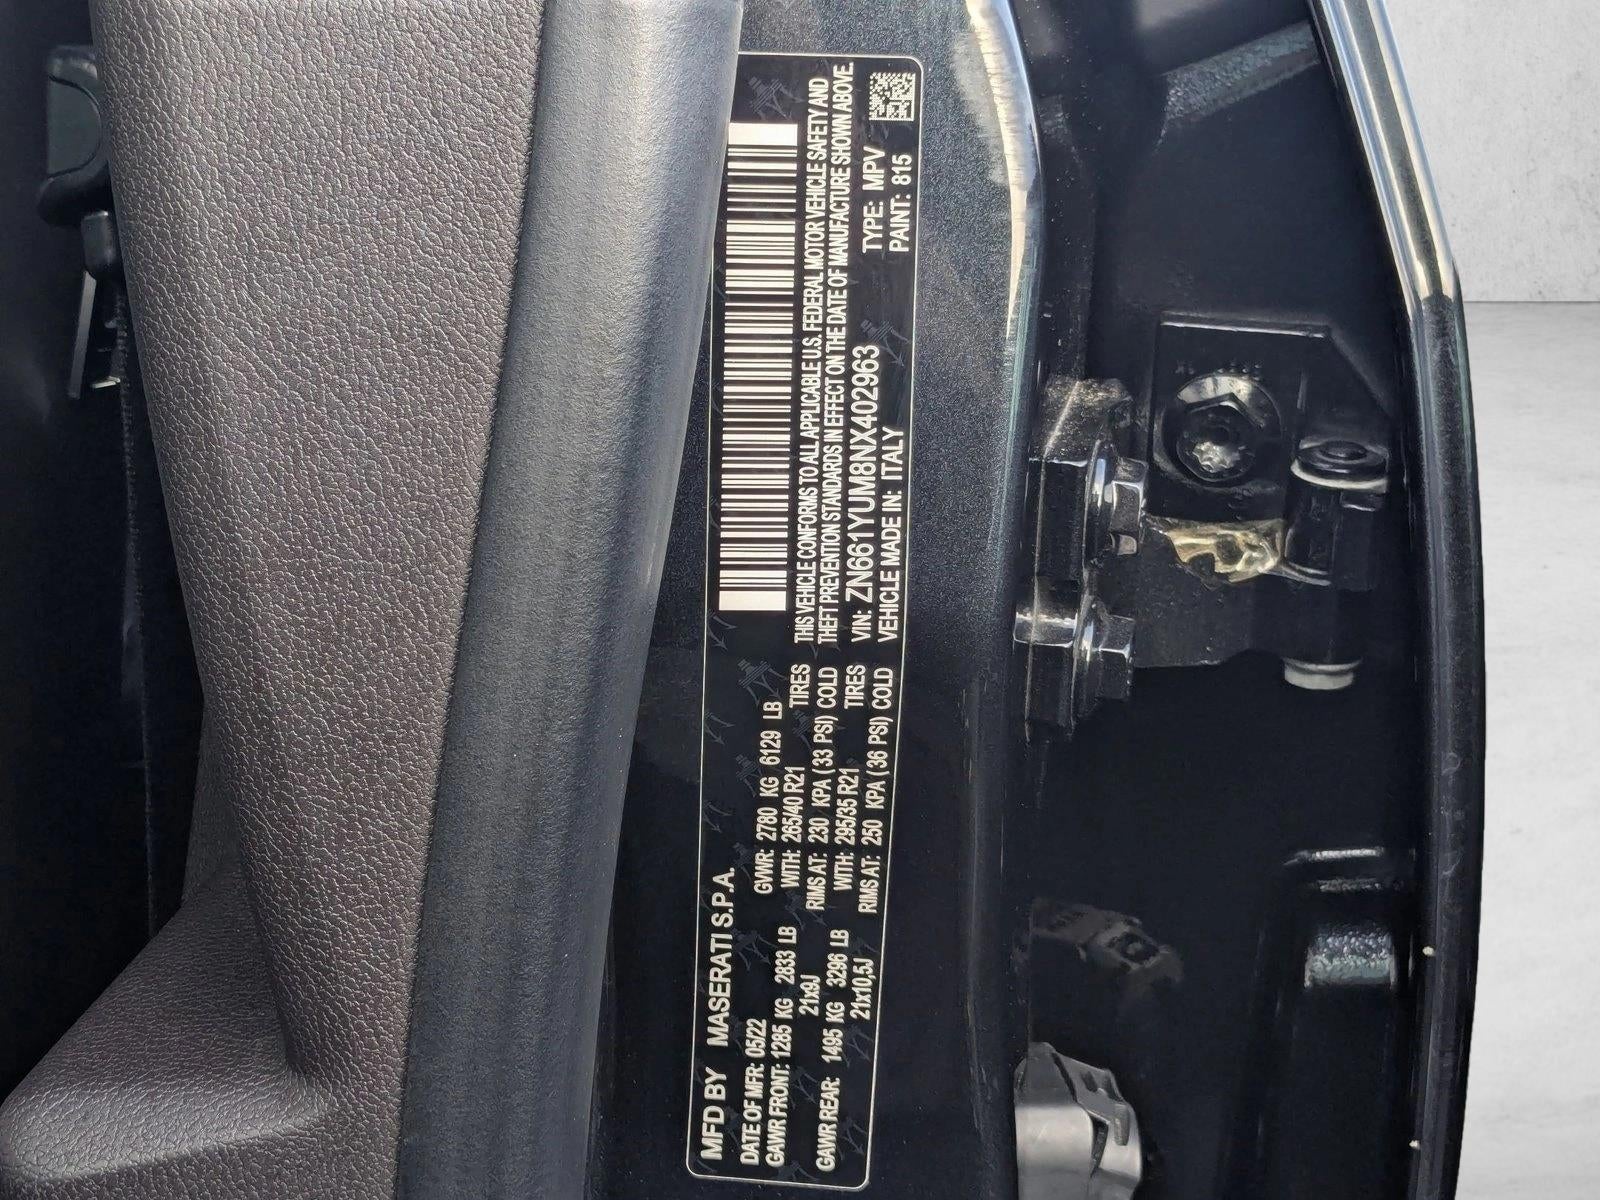 MFD BY MASERATI S.P.A.
DATE OF MFR: 0522 GVWR: 2780 KG 6129 LB
GAWR FRONT: 1285 KG 2833 LB WITH: 265/40 R21 TIRES
21x9J RIMS AT: 230 KPA (33 PSI) COLD
GAWR REAR: 1495 KG 3296 LB WITH: 295/35 R21 TIRES
21x10,5J RIMS AT: 250 KPA (36 PSI) COLD
THIS VEHICLE CONFORMS TO ALL APPLICABLE U.S. FEDERAL MOTOR VEHICLE SAFETY AND
THEFT PREVENTION STANDARDS IN EFFECT ON THE DATE OF MANUFACTURE SHOWN ABOVE.
VIN: ZN661YUM8NX402963 TYPE: MPV
VEHICLE MADE IN: ITALY PAINT: 815